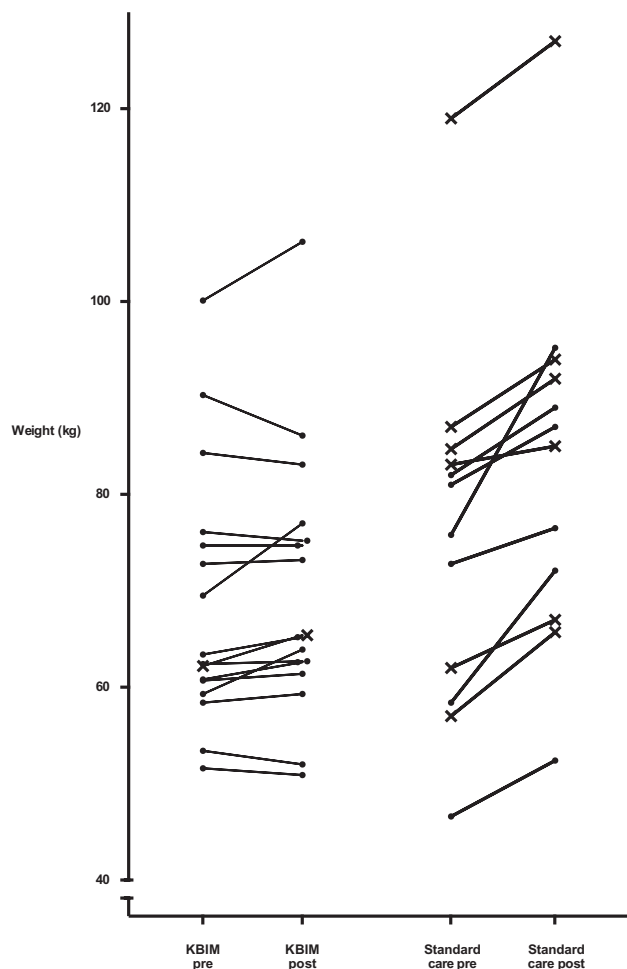 120
100
Weight (kg)
80
60
40
KBIM
pre
KBIM
post
Standard
care pre
Standard
care post